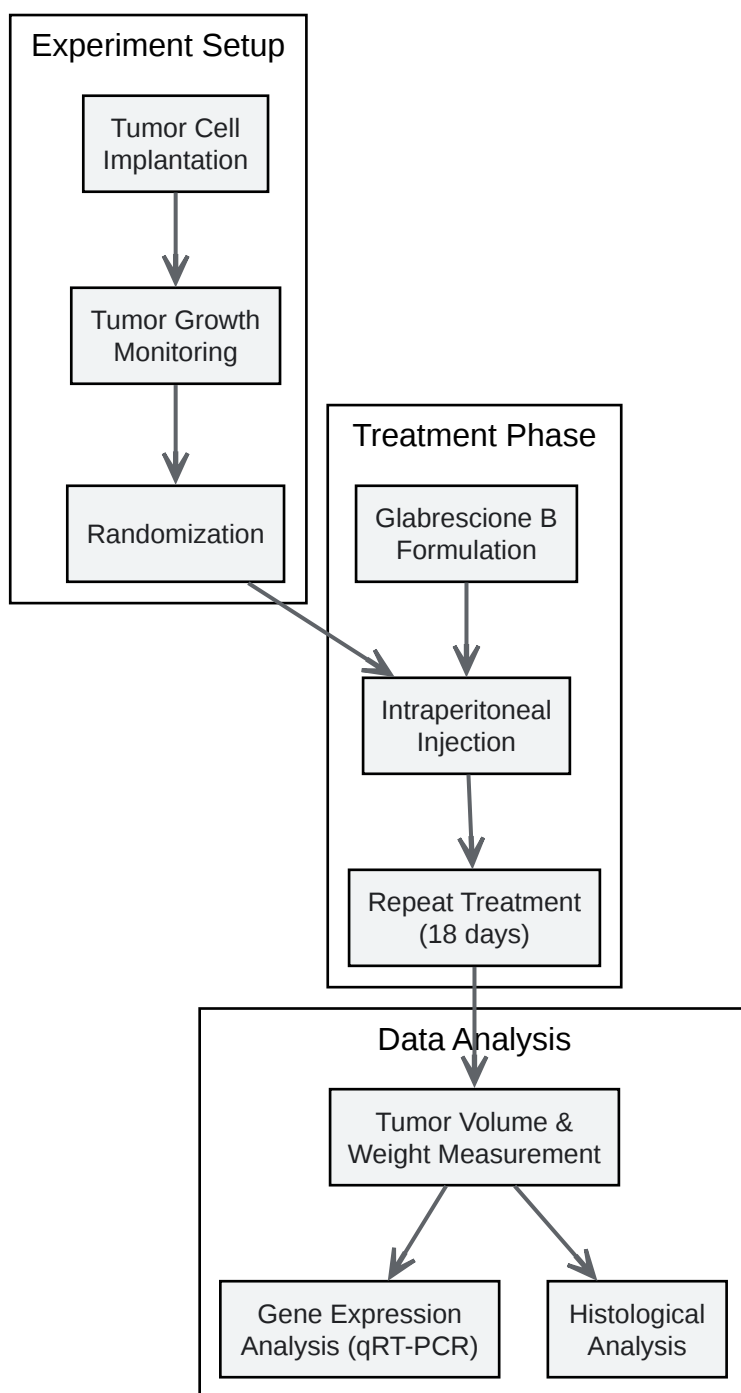 Experiment Setup
Tumor Cell
Implantation
Tumor Growth
Monitoring
Randomization
Treatment Phase
Glabrescione B
Formulation
Intraperitoneal
Injection
Repeat Treatment
(18 days)
Data Analysis
Tumor Volume &
Weight Measurement
Gene Expression
Analysis (qRT-PCR)
Histological
Analysis